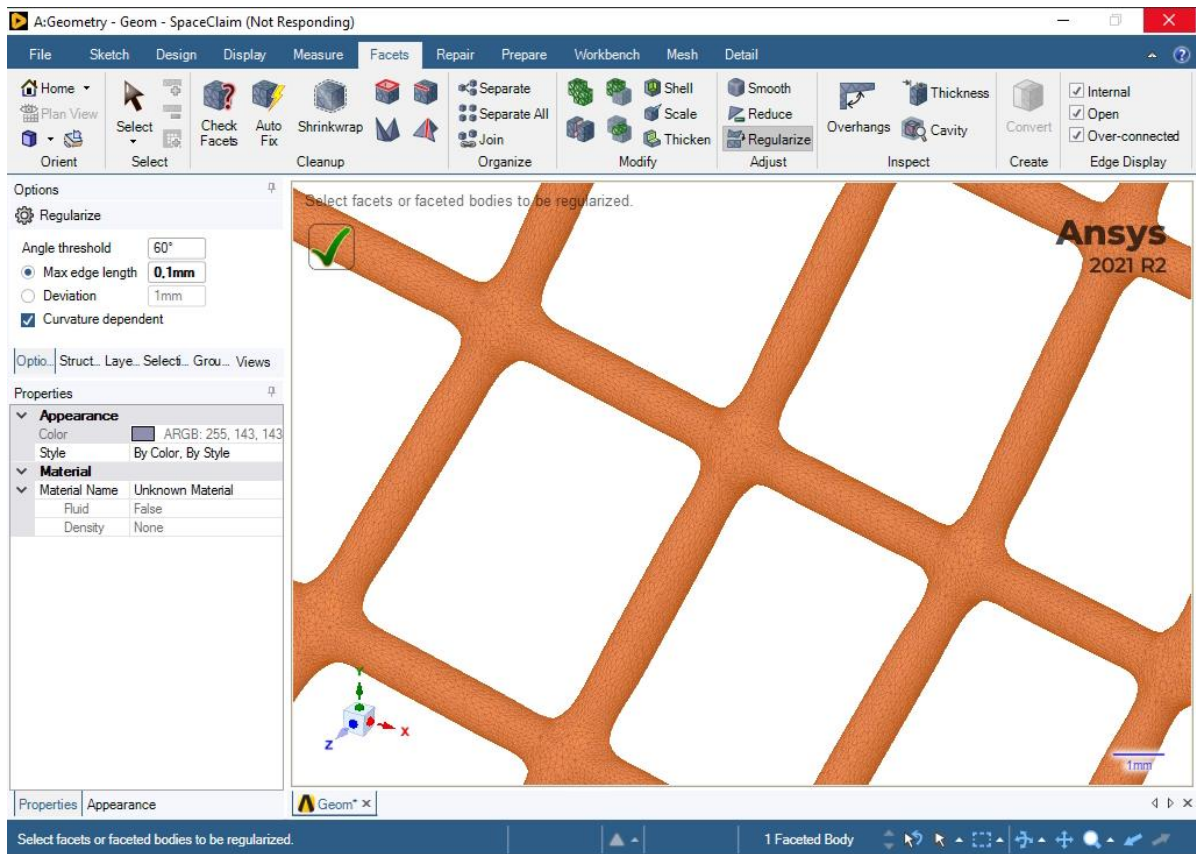 A:Geometry - Geom - SpaceClaim (Not Responding)
File Sketch Design Display Measure Facets Repair Prepare Workbench Mesh Detail
Home
Plan View
Orient
Select
Select
Check Facets
Auto Fix
Shrinkwrap
Cleanup
Separate
Separate All
Join
Organize
Shell
Scale
Thicken
Modify
Smooth
Reduce
Regularize
Adjust
Overhangs
Thickness
Cavity
Inspect
Convert
Create
Internal
Open
Over-connected
Edge Display
Options
Regularize
Angle threshold 60°
Max edge length 0,1mm
Deviation 1mm
Curvature dependent
Optio... Struct... Laye... Selecti... Grou... Views
Properties
Appearance
Color ARGB: 255, 143, 143
Style By Color, By Style
Material
Material Name Unknown Material
Fluid False
Density None
Properties Appearance
Select facets or faceted bodies to be regularized.
Ansys
2021 R2
Y
X
Z
1mm
Geom*
Select facets or faceted bodies to be regularized.
1 Faceted Body